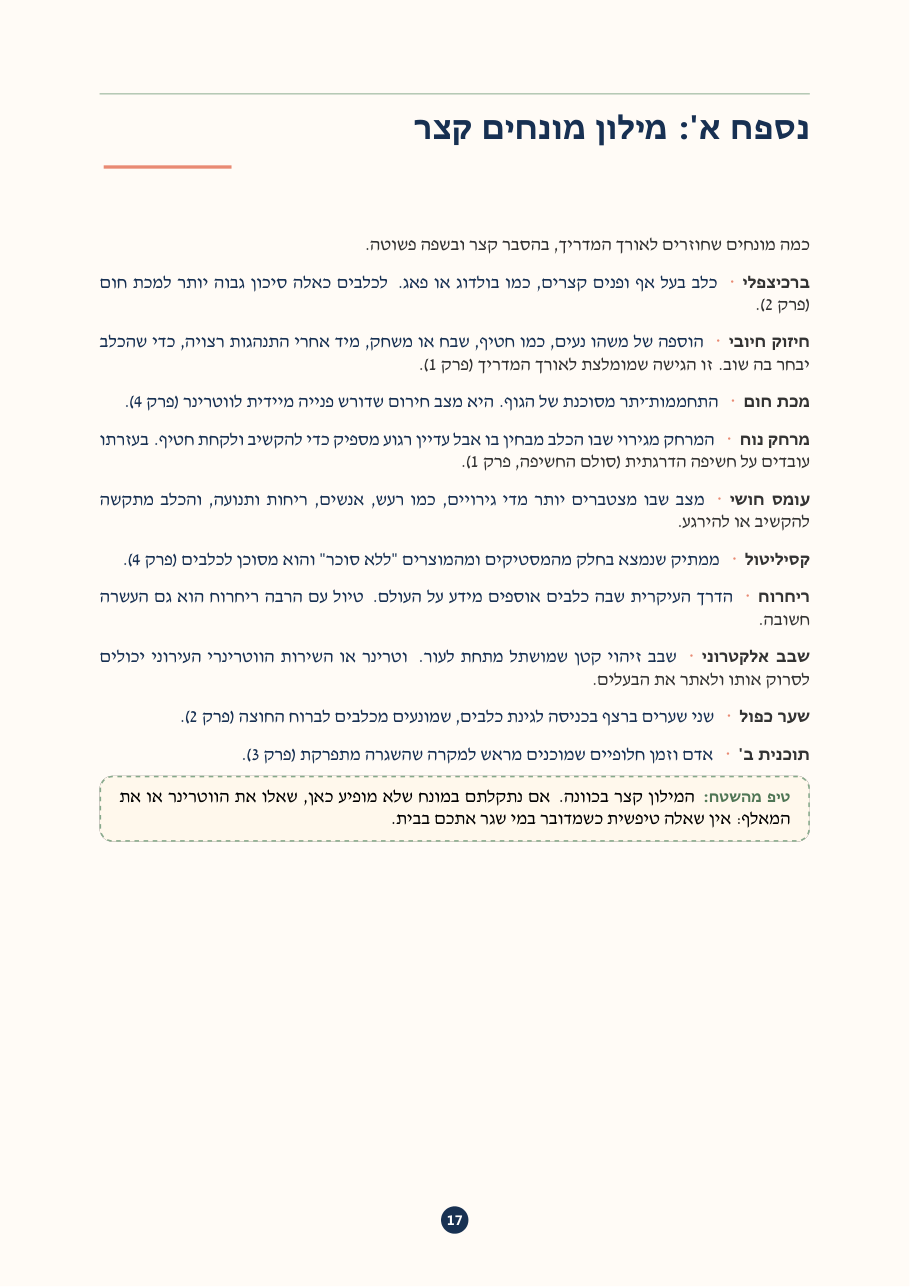 נספח א': מילון מונחים קצר
כמה מונחים שחוזרים לאורך המדריך, בהסבר קצר ובשפה פשוטה.
ברכיצפלי · כלב בעל אף ופנים קצרים, כמו בולדוג או פאג. לכלבים כאלה סיכון גבוה יותר למכת חום
(פרק 2).
חיזוק חיובי · הוספה של משהו נעים, כמו חטיף, שבח או משחק, מיד אחרי התנהגות רצויה, כדי שהכלב
יבחר בה שוב. זו הגישה שמומלצת לאורך המדריך (פרק 1).
מכת חום · התחממות־יתר מסוכנת של הגוף. היא מצב חירום שדורש פנייה מיידית לווטרינר (פרק 4).
מרחק נוח · המרחק מגירוי שבו הכלב מבחין בו אבל עדיין רגוע מספיק כדי להקשיב ולקחת חטיף. בעזרתו
עובדים על חשיפה הדרגתית (סולם החשיפה, פרק 1).
עומס חושי · מצב שבו מצטברים יותר מדי גירויים, כמו רעש, אנשים, ריחות ותנועה, והכלב מתקשה
להקשיב או להירגע.
קסיליטול · ממתיק שנמצא בחלק מהמסטיקים ומהמוצרים "ללא סוכר" והוא מסוכן לכלבים (פרק 4).
ריחרוח · הדרך העיקרית שבה כלבים אוספים מידע על העולם. טיול עם הרבה ריחרוח הוא גם העשרה
חשובה.
שבב אלקטרוני · שבב זיהוי קטן שמושתל מתחת לעור. וטרינר או השירות הווטרינרי העירוני יכולים
לסרוק אותו ולאתר את הבעלים.
שער כפול · שני שערים ברצף בכניסה לגינת כלבים, שמונעים מכלבים לברוח החוצה (פרק 2).
תוכנית ב' · אדם וזמן חלופיים שמוכנים מראש למקרה שהשגרה מתפרקת (פרק 3).
טיפ מהשטח: המילון קצר בכוונה. אם נתקלתם במונח שלא מופיע כאן, שאלו את הווטרינר או את
המאלף: אין שאלה טיפשית כשמדובר במי שגר אתכם בבית.
17